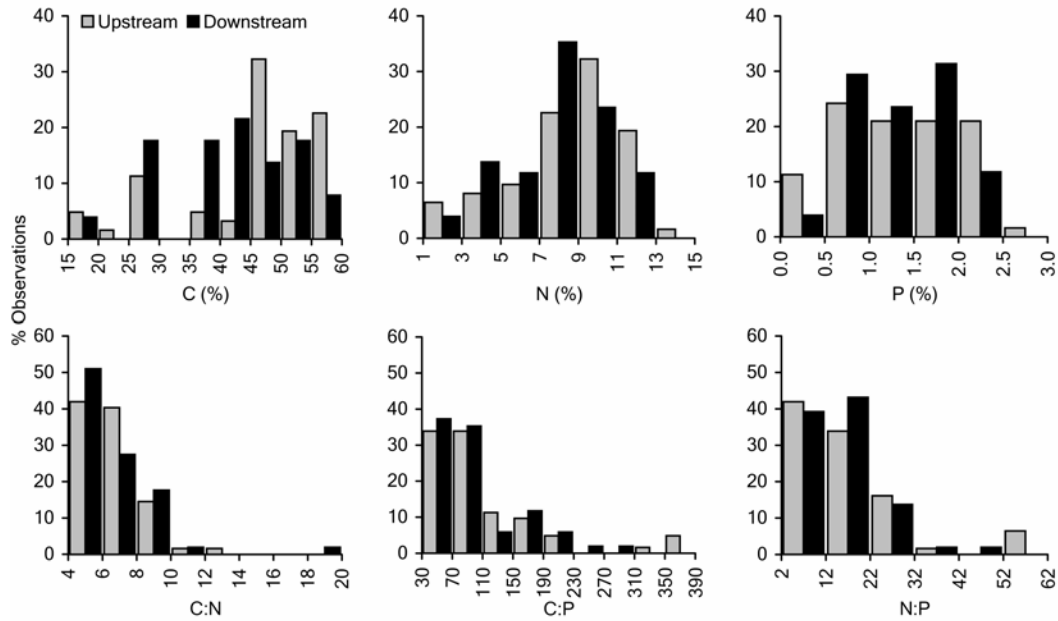 Upstream Downstream
% Observations
40
30
20
10
0
15 20 25 30 35 40 45 50 55 60
C (%)
40
30
20
10
0
1 3 5 7 9 11 13 15
N (%)
40
30
20
10
0
0.0 0.5 1.0 1.5 2.0 2.5 3.0
P (%)
60
50
40
30
20
10
0
4 6 8 10 12 14 16 18 20
C:N
60
50
40
30
20
10
0
30 70 110 150 190 230 270 310 350 390
C:P
60
50
40
30
20
10
0
2 12 22 32 42 52 62
N:P